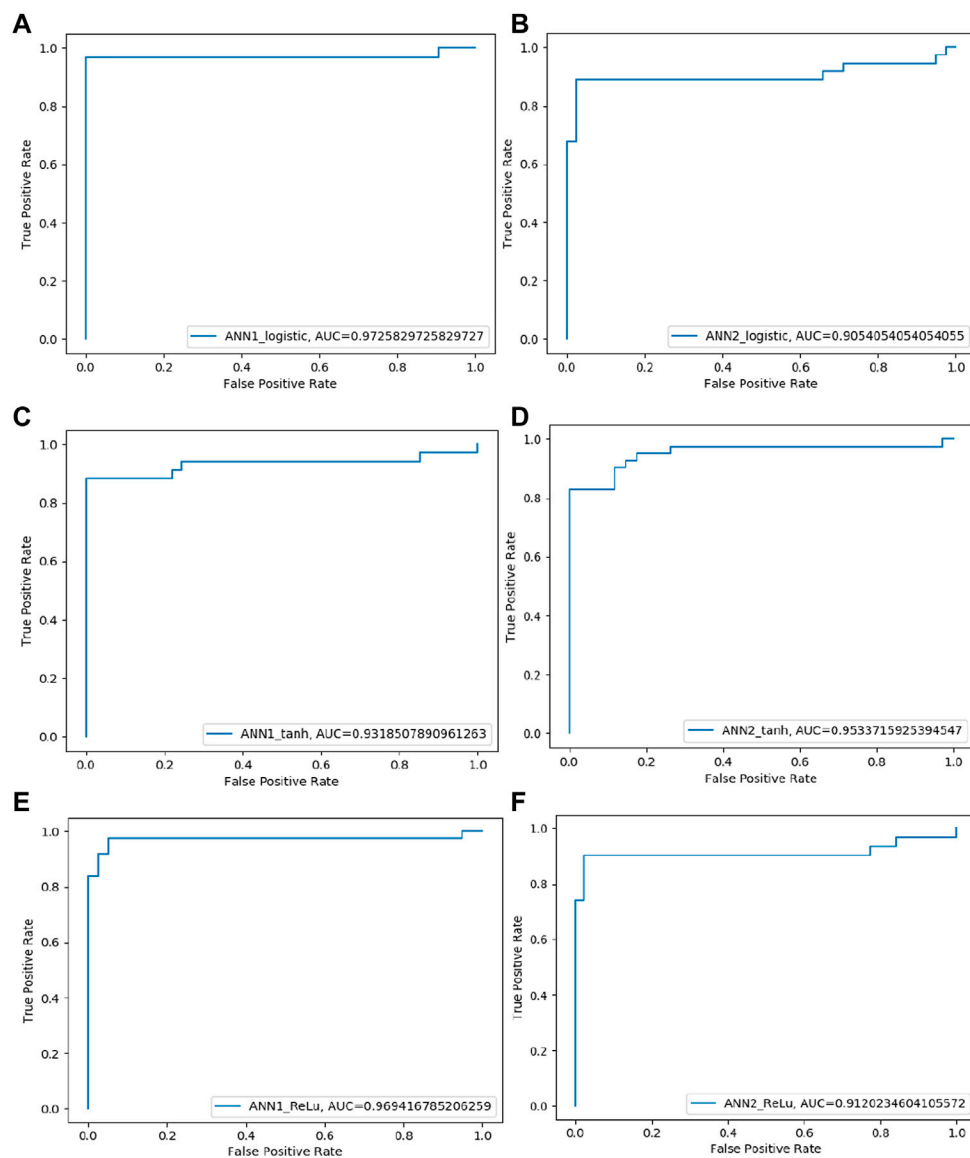 A
1.0
0.8
0.6
0.4
0.2
0.0
True Positive Rate
ANN1_logistic, AUC=0.9725829725829727
0.0 0.2 0.4 0.6 0.8 1.0
False Positive Rate
B
1.0
0.8
0.6
0.4
0.2
0.0
True Positive Rate
ANN2_logistic, AUC=0.9054054054054055
0.0 0.2 0.4 0.6 0.8 1.0
False Positive Rate
C
1.0
0.8
0.6
0.4
0.2
0.0
True Positive Rate
ANN1_tanh, AUC=0.9318507890961263
0.0 0.2 0.4 0.6 0.8 1.0
False Positive Rate
D
1.0
0.8
0.6
0.4
0.2
0.0
True Positive Rate
ANN2_tanh, AUC=0.9533715925394547
0.0 0.2 0.4 0.6 0.8 1.0
False Positive Rate
E
1.0
0.8
0.6
0.4
0.2
0.0
True Positive Rate
ANN1_ReLu, AUC=0.969416785206259
0.0 0.2 0.4 0.6 0.8 1.0
False Positive Rate
F
1.0
0.8
0.6
0.4
0.2
0.0
True Positive Rate
ANN2_ReLu, AUC=0.9120234604105572
0.0 0.2 0.4 0.6 0.8 1.0
False Positive Rate